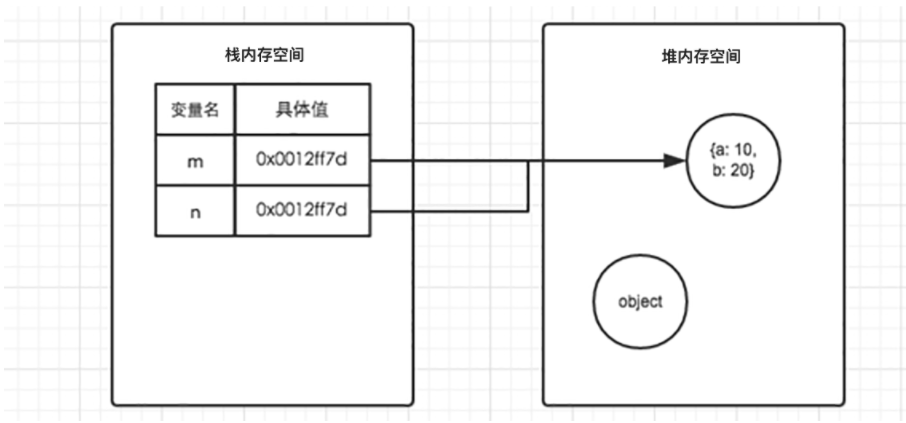 栈内存空间
变量名 具体值
m 0x0012ff7d
n 0x0012ff7d
堆内存空间
{a: 10,
b: 20}
object